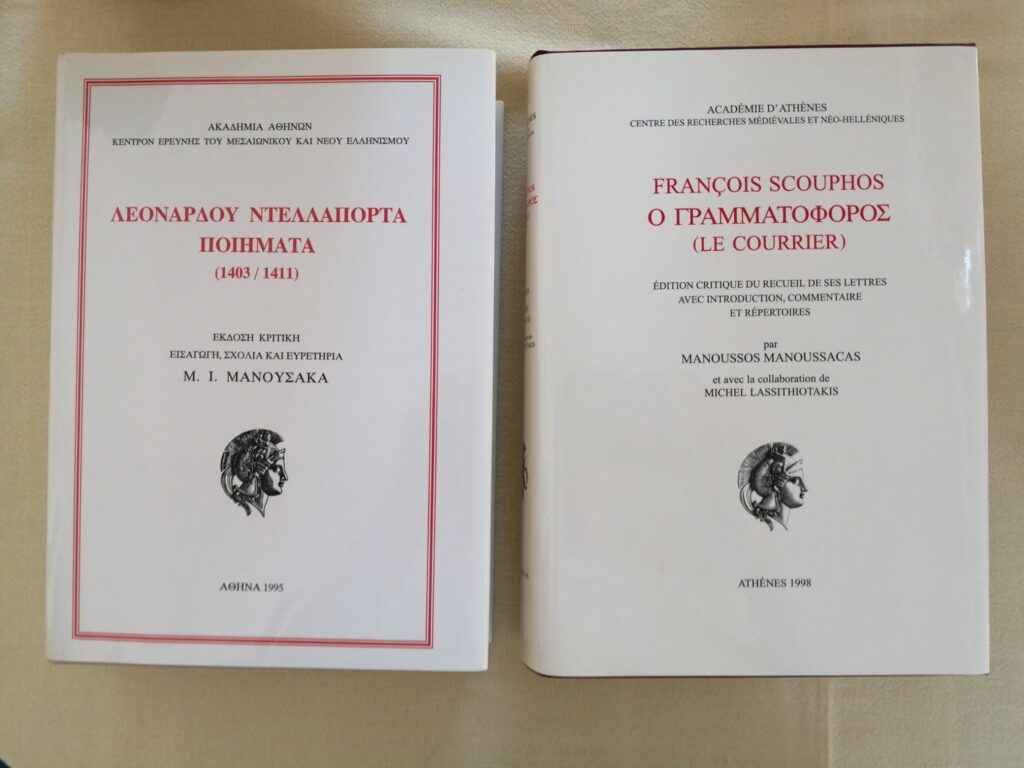 ΑΚΑΔΗΜΙΑ ΑΘΗΝΩΝ
ΚΕΝΤΡΟΝ ΕΡΕΥΝΗΣ ΤΟΥ ΜΕΣΑΙΩΝΙΚΟΥ ΚΑΙ ΝΕΟΥ ΕΛΛΗΝΙΣΜΟΥ
ΛΕΟΝΑΡΔΟΥ ΝΤΕΛΛΑΠΟΡΤΑ
ΠΟΙΗΜΑΤΑ
(1403 / 1411)
ΕΚΔΟΣΗ ΚΡΙΤΙΚΗ
ΕΙΣΑΓΩΓΗ, ΣΧΟΛΙΑ ΚΑΙ ΕΥΡΕΤΗΡΙΑ
Μ. Ι. ΜΑΝΟΥΣΑΚΑ
ΑΘΗΝΑ 1995
ACADÉMIE D'ATHÈNES
CENTRE DES RECHERCHES MÉDIÉVALES ET NÉO-HELLÉNIQUES
FRANÇOIS SCOUPHOS
Ο ΓΡΑΜΜΑΤΟΦΟΡΟΣ
(LE COURRIER)
ÉDITION CRITIQUE DU RECUEIL DE SES LETTRES
AVEC INTRODUCTION, COMMENTAIRE
ET RÉPERTOIRES
par
MANOUSSOS MANOUSSACAS
et avec la collaboration de
MICHEL LASSITHIOTAKIS
ATHÈNES 1998